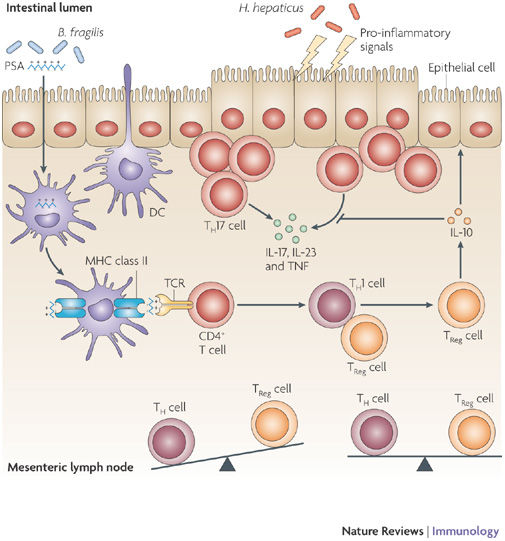 Intestinal lumen
H. hepaticus
B. fragilis
Pro-inflammatory
signals
PSA
Epithelial cell
DC
TH17 cell
IL-17, IL-23
and TNF
IL-10
MHC class II
TCR
CD4+
T cell
TH1 cell
TReg cell
TReg cell
TH cell
TReg cell
TH cell
TReg cell
Mesenteric lymph node
Nature Reviews | Immunology